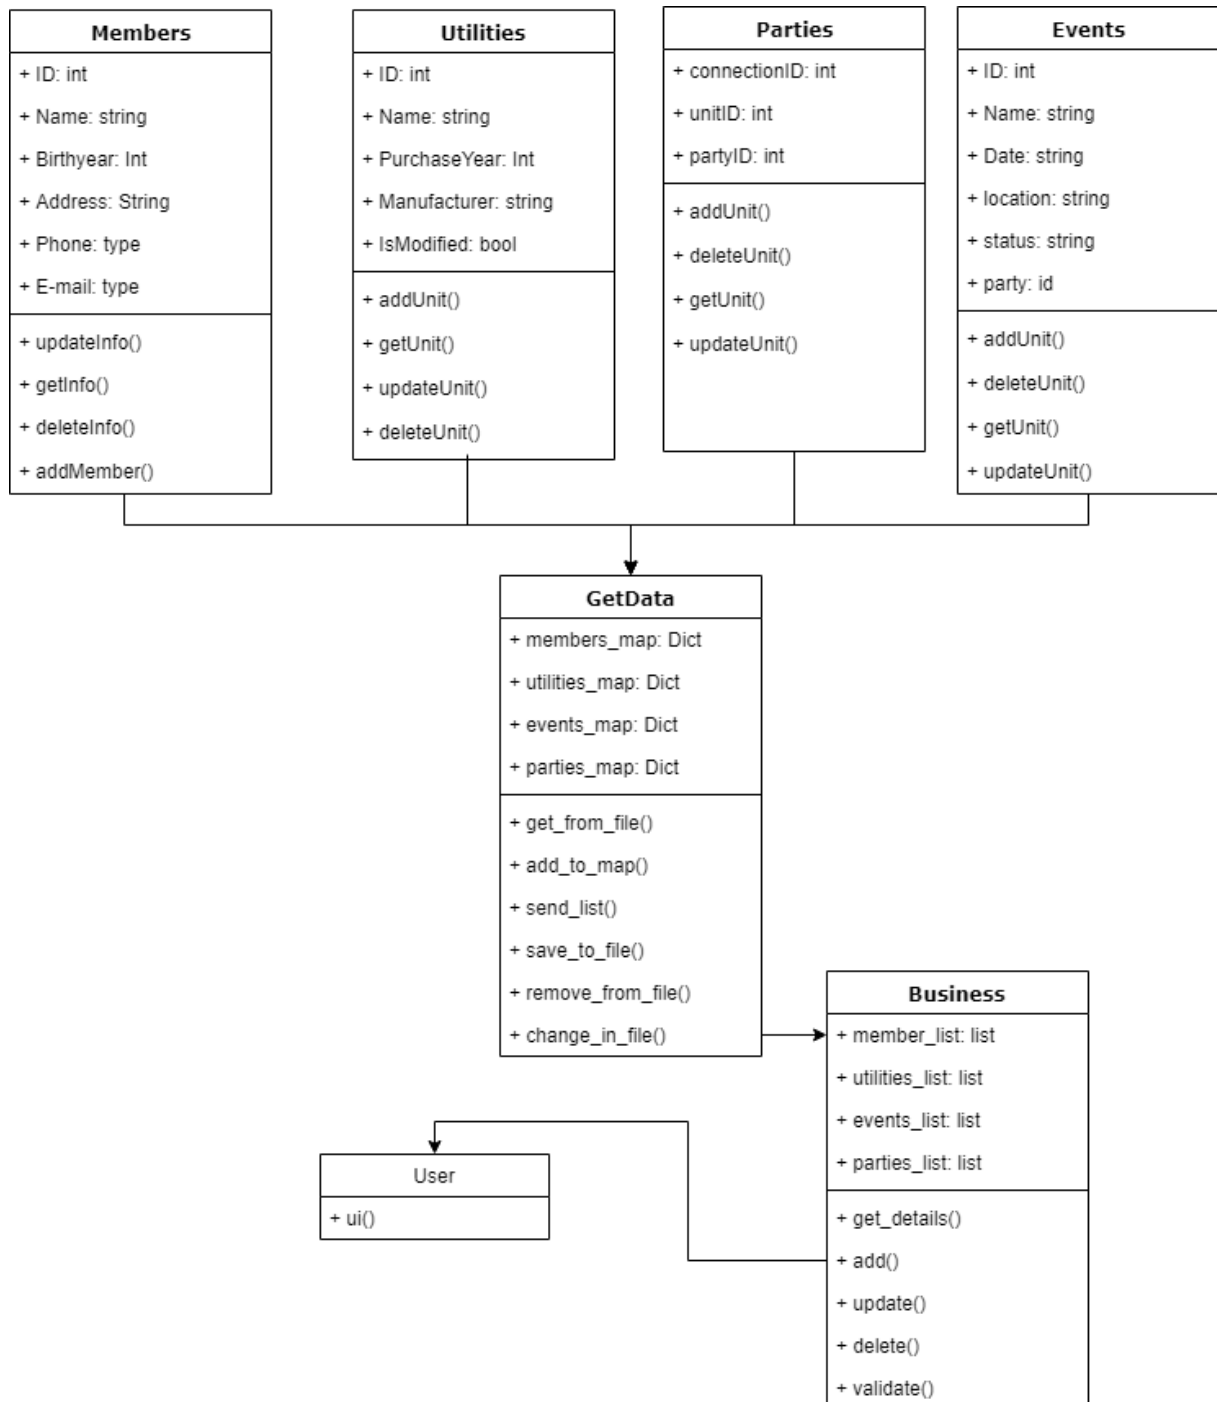 Members
+ ID: int
+ Name: string
+ Birthyear: Int
+ Address: String
+ Phone: type
+ E-mail: type
+ updateInfo()
+ getInfo()
+ deleteInfo()
+ addMember()
Utilities
+ ID: int
+ Name: string
+ PurchaseYear: Int
+ Manufacturer: string
+ IsModified: bool
+ addUnit()
+ getUnit()
+ updateUnit()
+ deleteUnit()
Parties
+ connectionID: int
+ unitID: int
+ partyID: int
+ addUnit()
+ deleteUnit()
+ getUnit()
+ updateUnit()
Events
+ ID: int
+ Name: string
+ Date: string
+ location: string
+ status: string
+ party: id
+ addUnit()
+ deleteUnit()
+ getUnit()
+ updateUnit()
GetData
+ members_map: Dict
+ utilities_map: Dict
+ events_map: Dict
+ parties_map: Dict
+ get_from_file()
+ add_to_map()
+ send_list()
+ save_to_file()
+ remove_from_file()
+ change_in_file()
Business
+ member_list: list
+ utilities_list: list
+ events_list: list
+ parties_list: list
+ get_details()
+ add()
+ update()
+ delete()
+ validate()
User
+ ui()